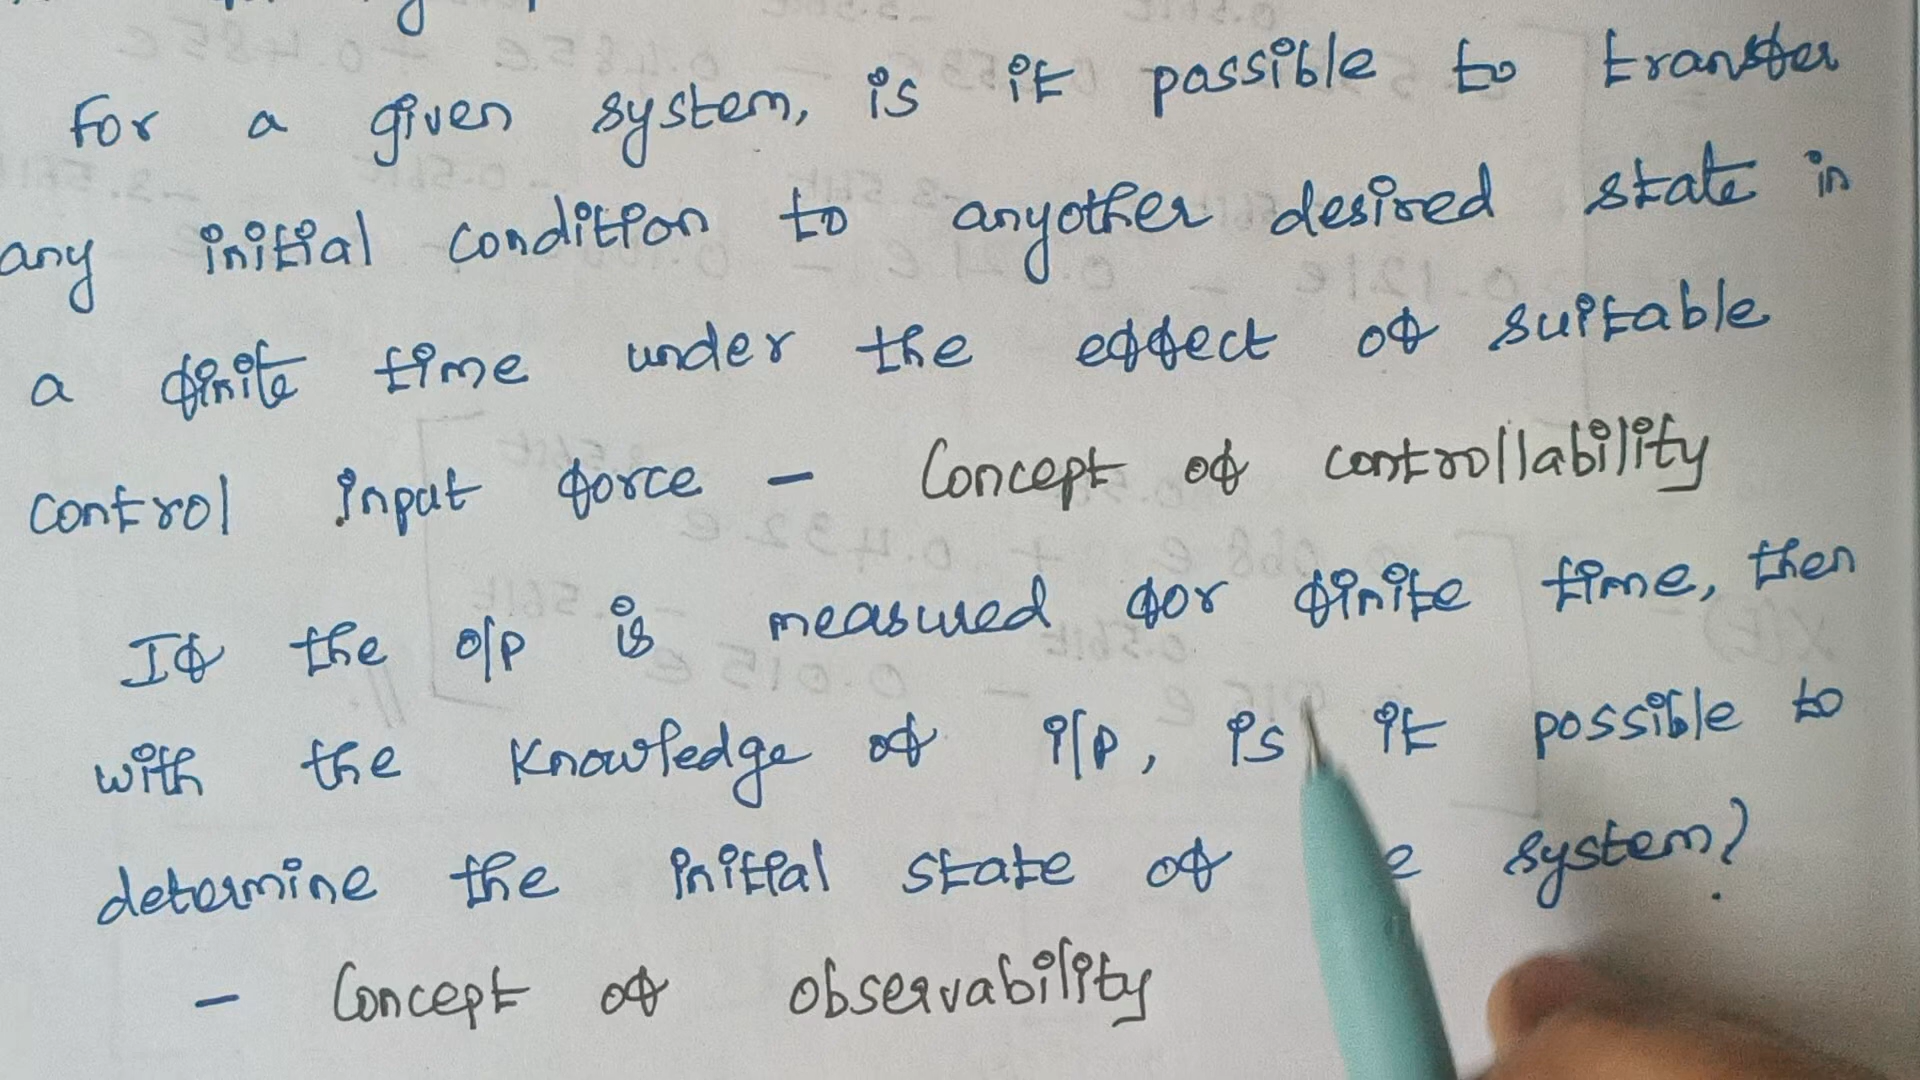 For a given system, is it possible to transfer
any initial condition to anyother desired state in
a finite time under the effect of suitable
control input force - Concept of controllability
If the o/p is measured for finite time, then
with the knowledge of i/p, is it possible to
determine the initial state of system?
- Concept of observability